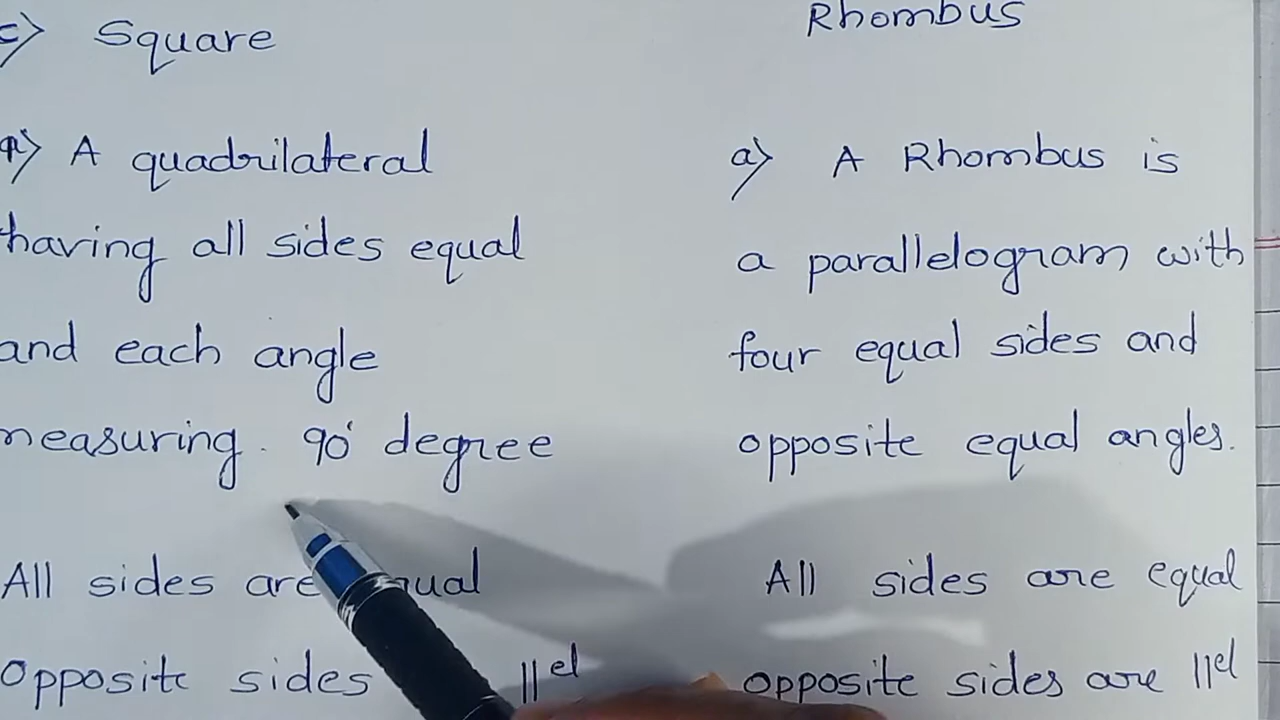 c) Square
Rhombus
A quadrilateral
having all sides equal
and each angle
measuring. 90° degree
All sides are
opposite sides ||el
a) A Rhombus is
a parallelogram with
four equal sides and
opposite equal angles.
All sides are equal
opposite sides are ||el